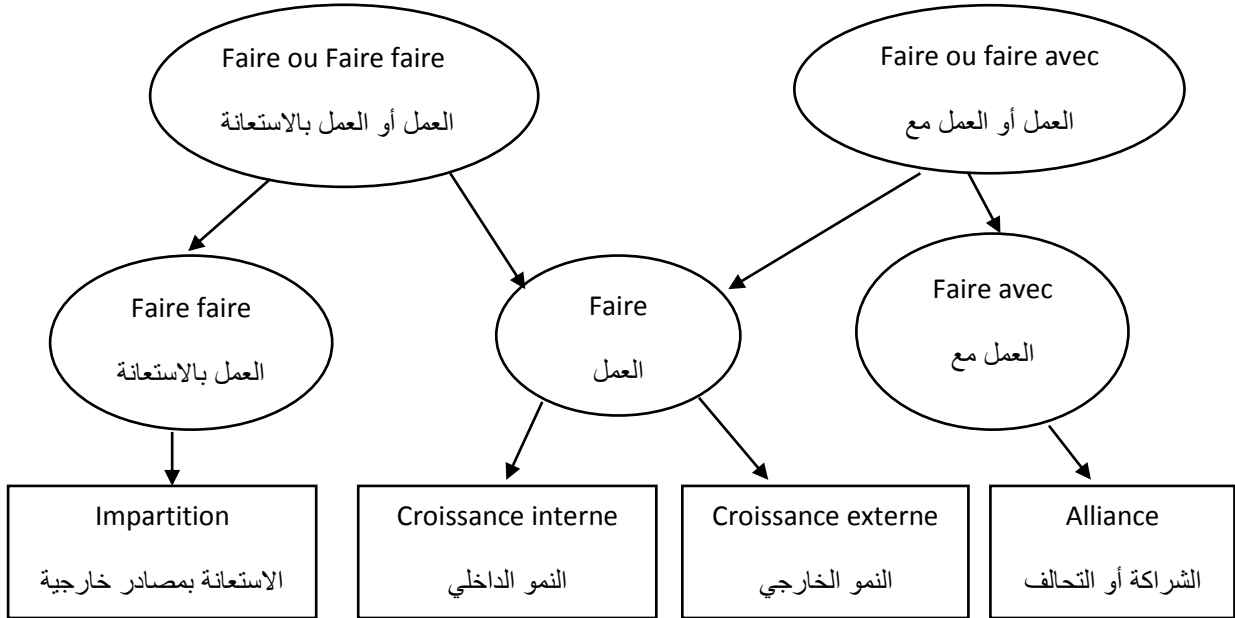 Faire ou Faire faire
العمل أو العمل بالاستعانة
Faire ou faire avec
العمل أو العمل مع
Faire faire
العمل بالاستعانة
Faire
العمل
Faire avec
العمل مع
Impartition
الاستعانة بمصادر خارجية
Croissance interne
النمو الداخلي
Croissance externe
النمو الخارجي
Alliance
الشراكة أو التحالف